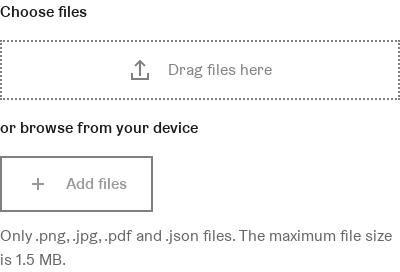 Choose files
Drag files here
or browse from your device
Add files
Only .png, .jpg, .pdf and .json files. The maximum file size
is 1.5 MB.